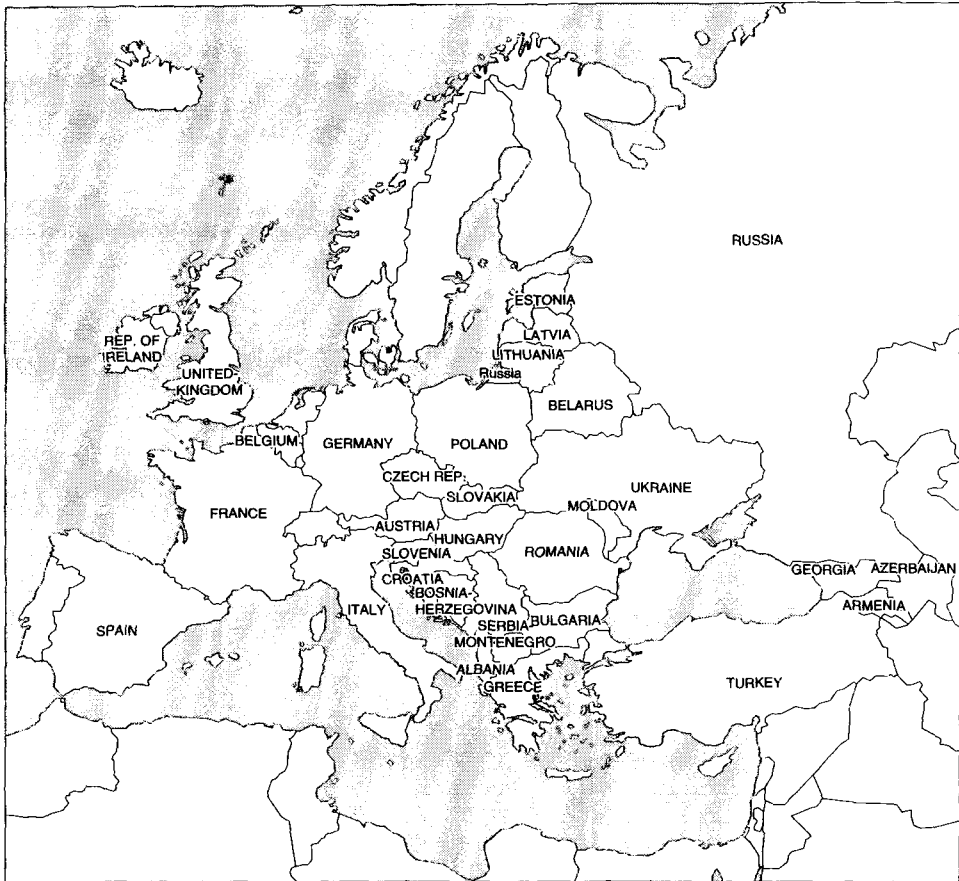 RUSSIA
ESTONIA
REP. OF
IRELAND
LATVIA
LITHUANIA
Russia
UNITED
KINGDOM
BELARUS
BELGIUM
GERMANY
POLAND
CZECH REP.
UKRAINE
SLOVAKIA
MOLDOVA
FRANCE
AUSTRIA
HUNGARY
SLOVENIA
ROMANIA
GEORGIA
AZERBAIJAN
CROATIA
BOSNIA-
HERZEGOVINA
ITALY
ARMENIA
SERBIA
BULGARIA
SPAIN
MONTENEGRO
ALBANIA
GREECE
TURKEY